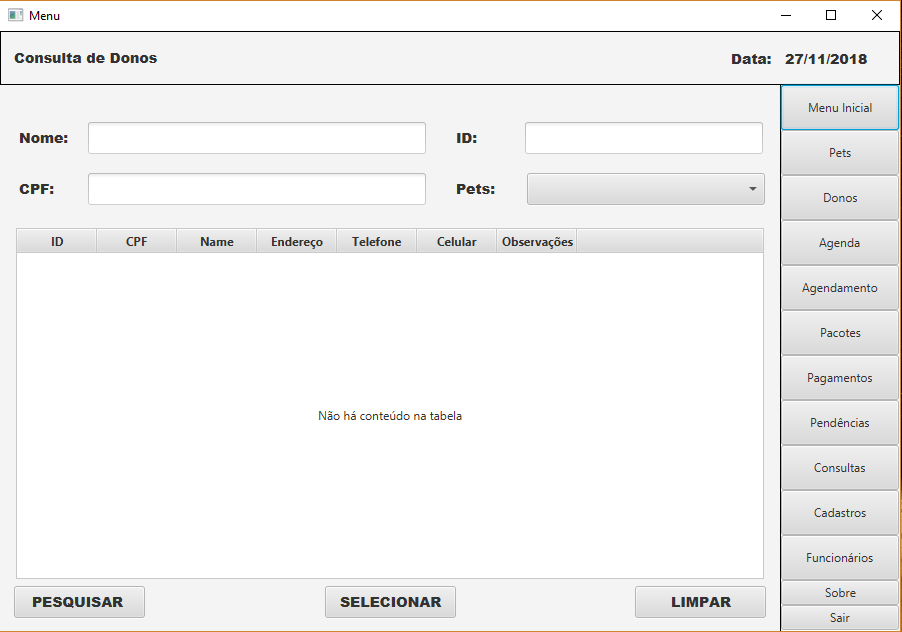 Menu
Consulta de Donos
Data: 27/11/2018
Nome:
ID:
CPF:
Pets:
ID CPF Name Endereço Telefone Celular Observações
Não há conteúdo na tabela
PESQUISAR SELECIONAR LIMPAR
Menu Inicial
Pets
Donos
Agenda
Agendamento
Pacotes
Pagamentos
Pendências
Consultas
Cadastros
Funcionários
Sobre
Sair